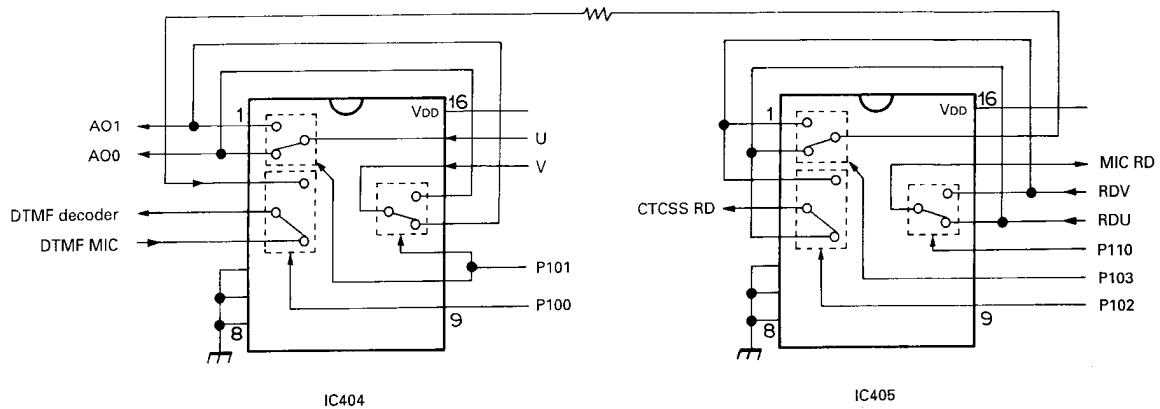 1
16
VDD
AO1
U
AO0
V
DTMF decoder
DTMF MIC
P101
P100
8
9
IC404
1
16
VDD
MIC RD
RDV
CTCSS RD
RDU
P110
P103
P102
8
9
IC405